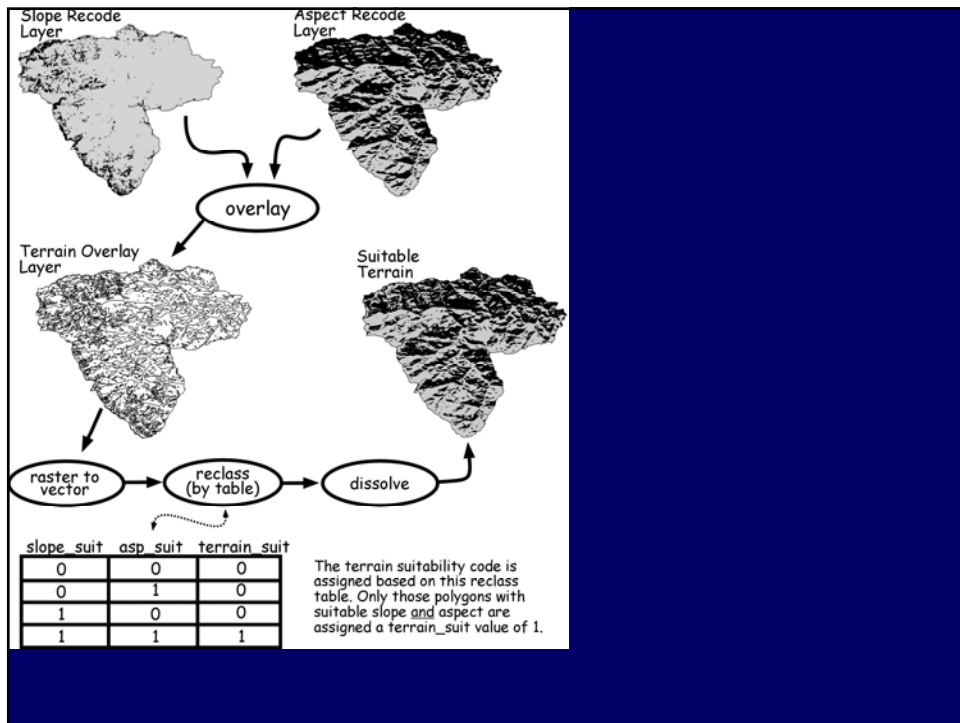 Slope Recode
Layer
Aspect Recode
Layer
overlay
Terrain Overlay
Layer
Suitable
Terrain
raster to
vector
reclass
(by table)
dissolve
slope_suit asp_suit terrain_suit
0 0 0
0 1 0
1 0 0
1 1 1
The terrain suitability code is
assigned based on this reclass
table. Only those polygons with
suitable slope and aspect are
assigned a terrain_suit value of 1.